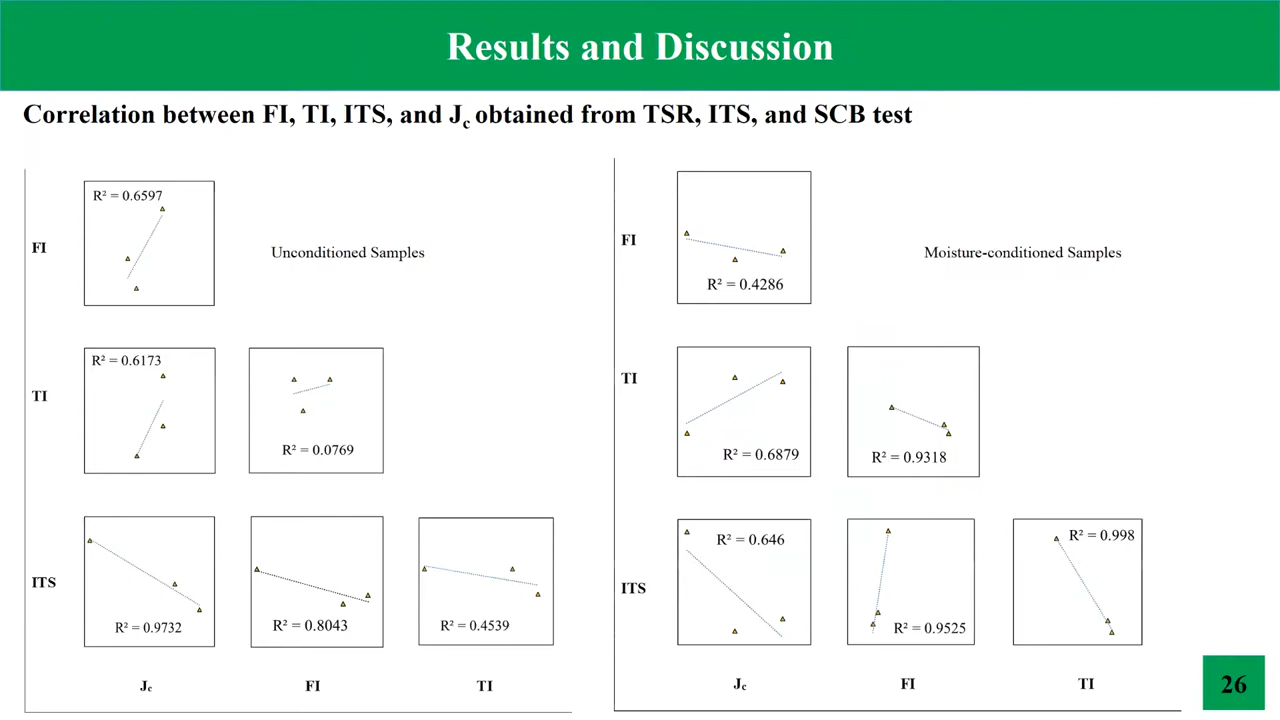 Results and Discussion
Correlation between FI, TI, ITS, and Jc obtained from TSR, ITS, and SCB test
R² = 0.6597
FI
Unconditioned Samples
R² = 0.6173
TI
R² = 0.0769
ITS
R² = 0.9732
R² = 0.8043
R² = 0.4539
Jc
FI
TI
FI
Moisture-conditioned Samples
R² = 0.4286
TI
R² = 0.6879
R² = 0.9318
R² = 0.646
R² = 0.998
ITS
R² = 0.9525
Jc
FI
TI
26